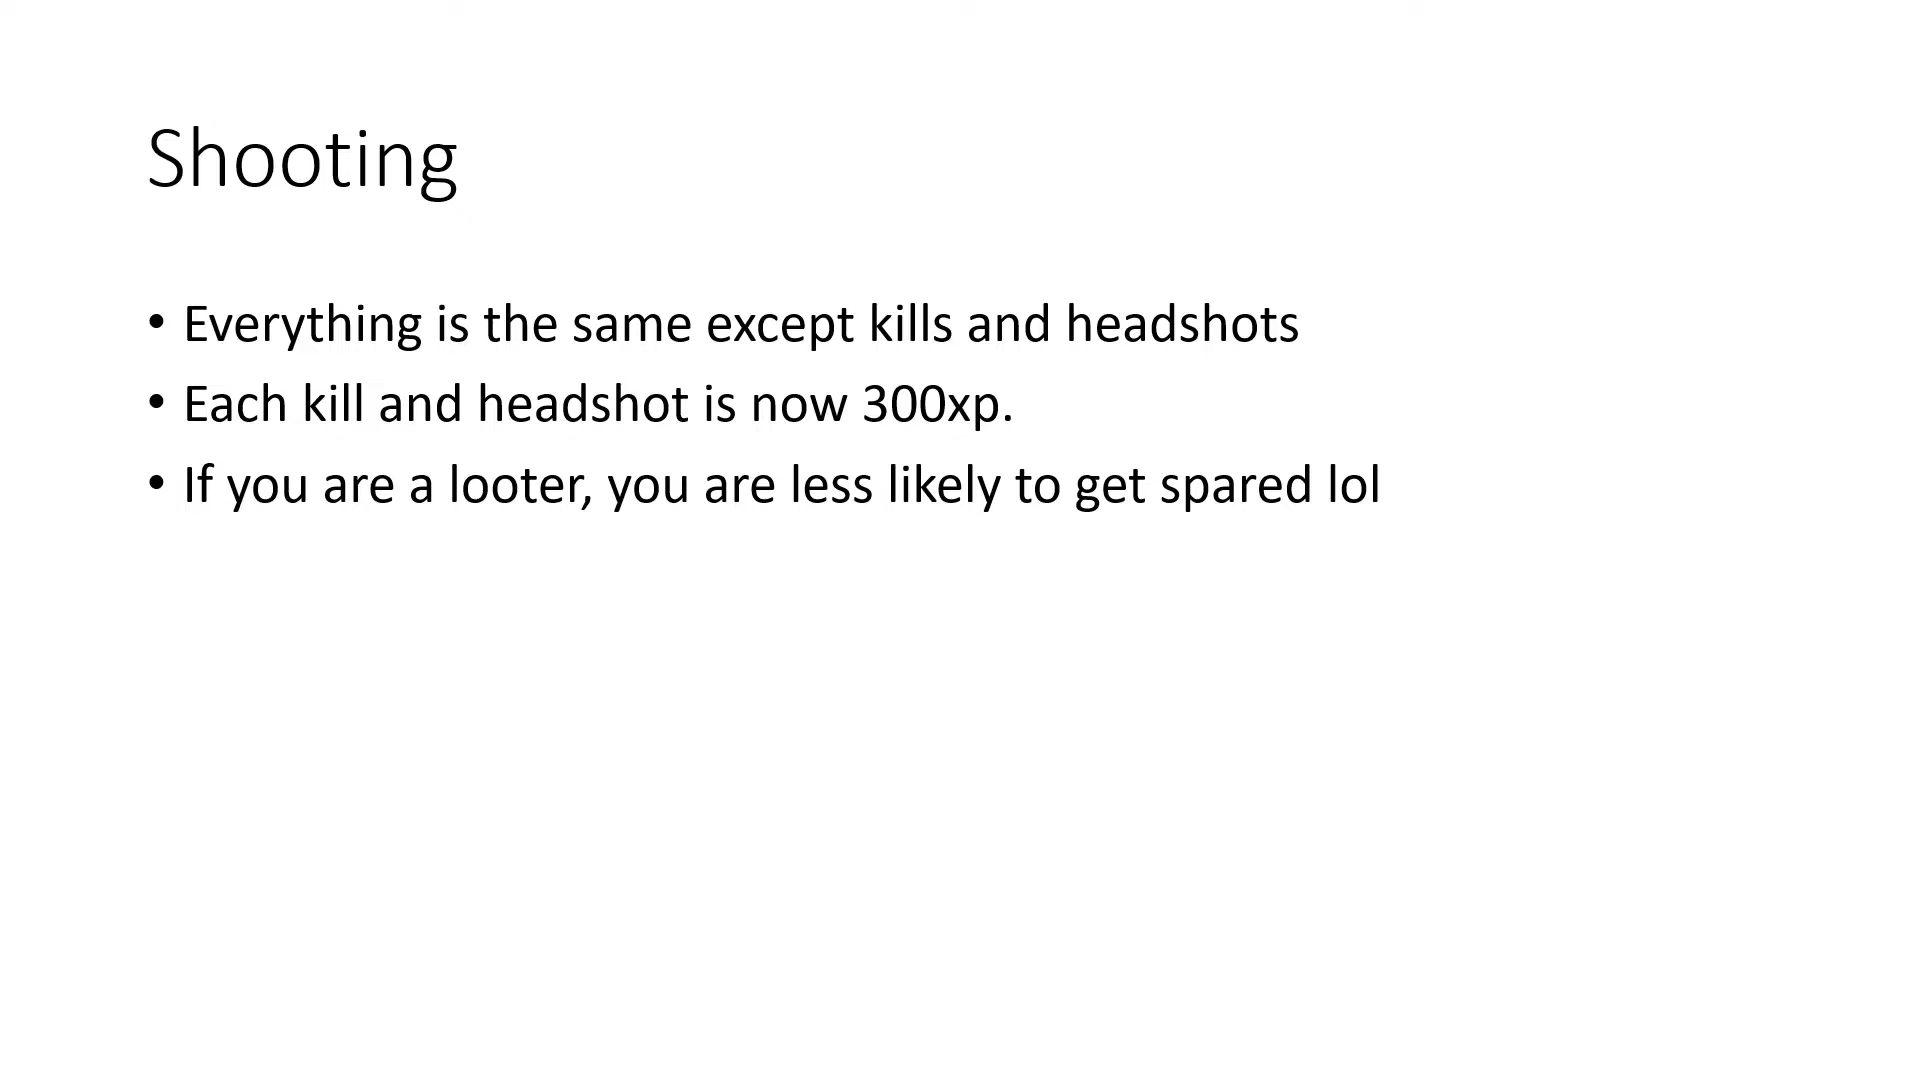 Shooting
• Everything is the same except kills and headshots
• Each kill and headshot is now 300xp.
• If you are a looter, you are less likely to get spared lol